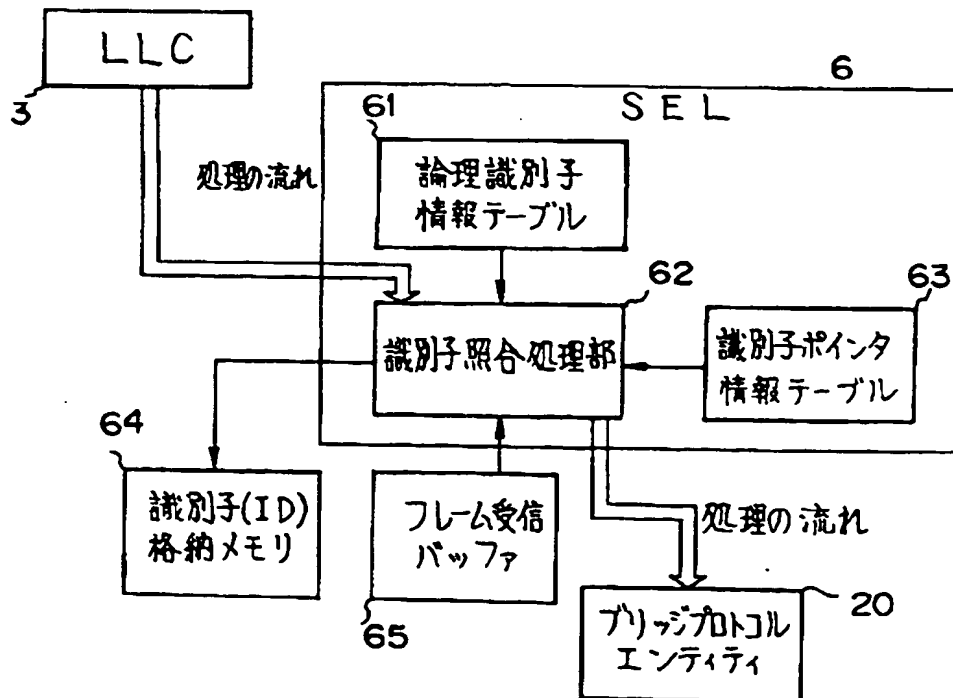 LLC
3
6
SEL
61
処理の流れ
論理識別子
情報テーブル
62
63
識別子照合処理部
識別子ポインタ
情報テーブル
64
識別子(ID)
格納メモリ
フレーム受信
バッファ
65
処理の流れ
20
ブリッジプロトコル
エンティティ